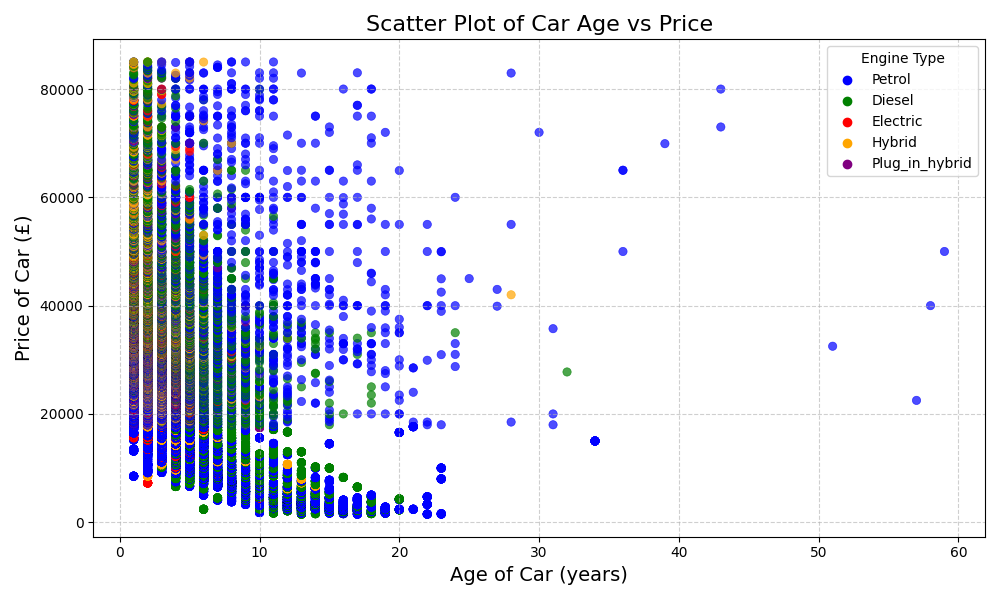 Scatter Plot of Car Age vs Price
Engine Type
Petrol
Diesel
Electric
Hybrid
Plug_in_hybrid
Price of Car (£)
80000
60000
40000
20000
0
0 10 20 30 40 50 60
Age of Car (years)